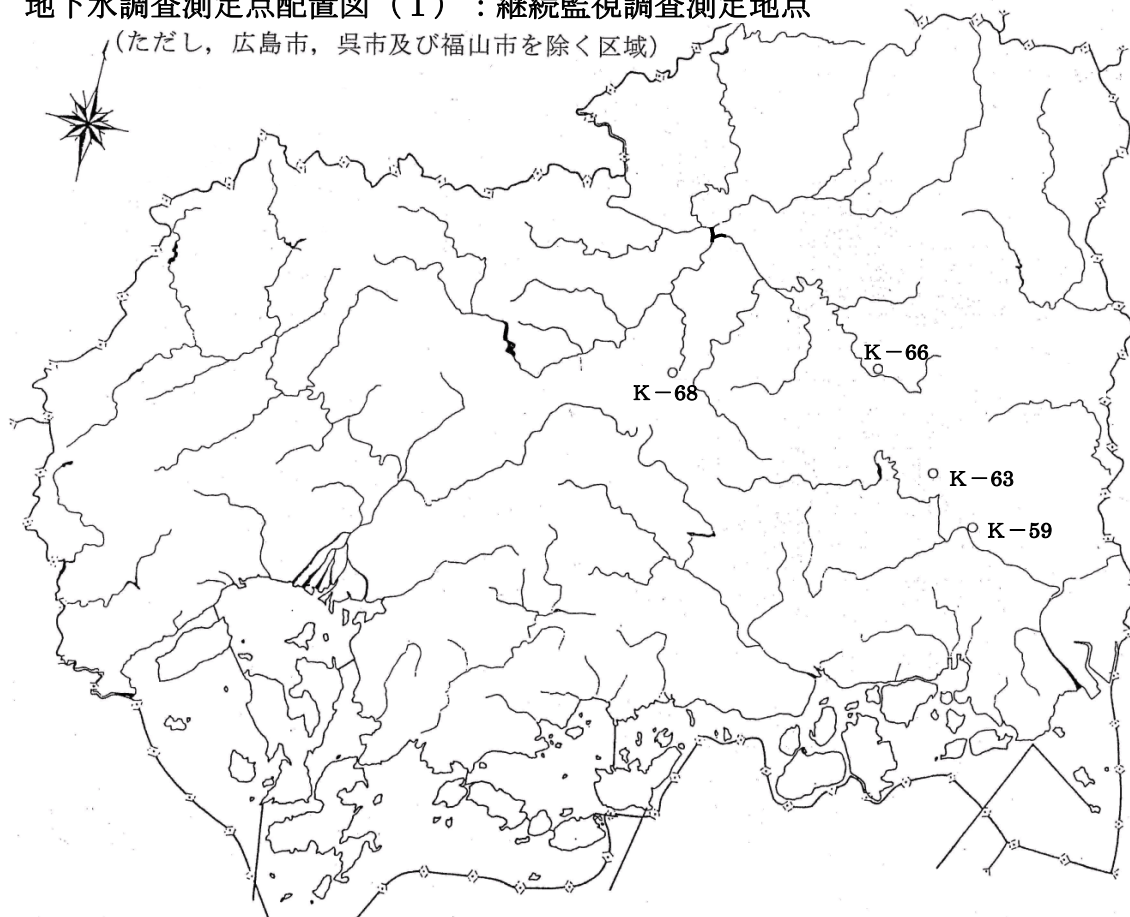 地下水調査測定点配置図（Ⅰ）：継続監視調査測定地点
（ただし，広島市，呉市及び福山市を除く区域）
K－66
K－68
K－63
K－59